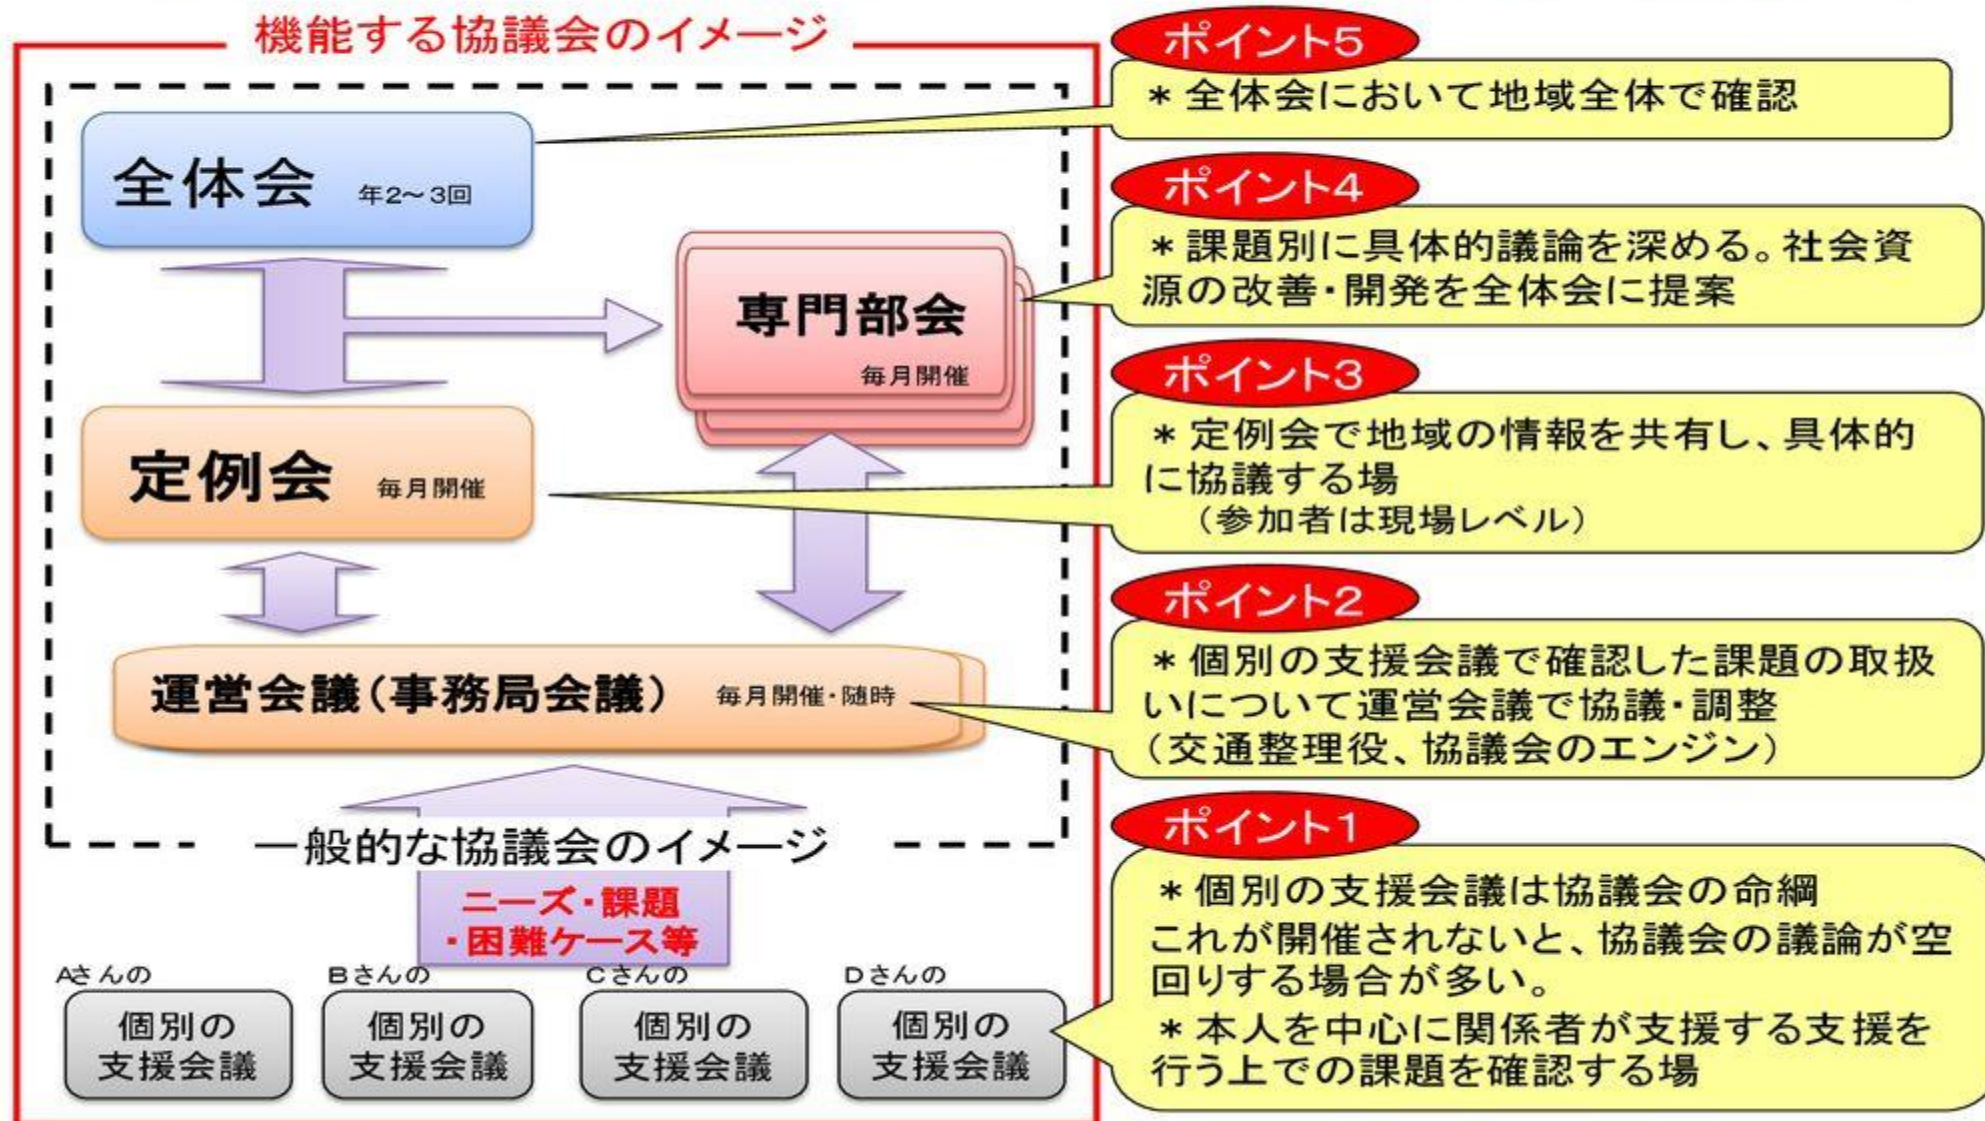 機能する協議会のイメージ
全体会 年2～3回
専門部会
毎月開催
定例会 毎月開催
運営会議(事務局会議) 毎月開催・随時
一般的な協議会のイメージ
ニーズ・課題
・困難ケース等
Aさんの
個別の
支援会議
Bさんの
個別の
支援会議
Cさんの
個別の
支援会議
Dさんの
個別の
支援会議
ポイント5
＊全体会において地域全体で確認
ポイント4
＊課題別に具体的議論を深める。社会資
源の改善・開発を全体会に提案
ポイント3
＊定例会で地域の情報を共有し、具体的
に協議する場
（参加者は現場レベル）
ポイント2
＊個別の支援会議で確認した課題の取扱
いについて運営会議で協議・調整
（交通整理役、協議会のエンジン）
ポイント1
＊個別の支援会議は協議会の命綱
これが開催されないと、協議会の議論が空
回りする場合が多い。
＊本人を中心に関係者が支援する支援を
行う上での課題を確認する場